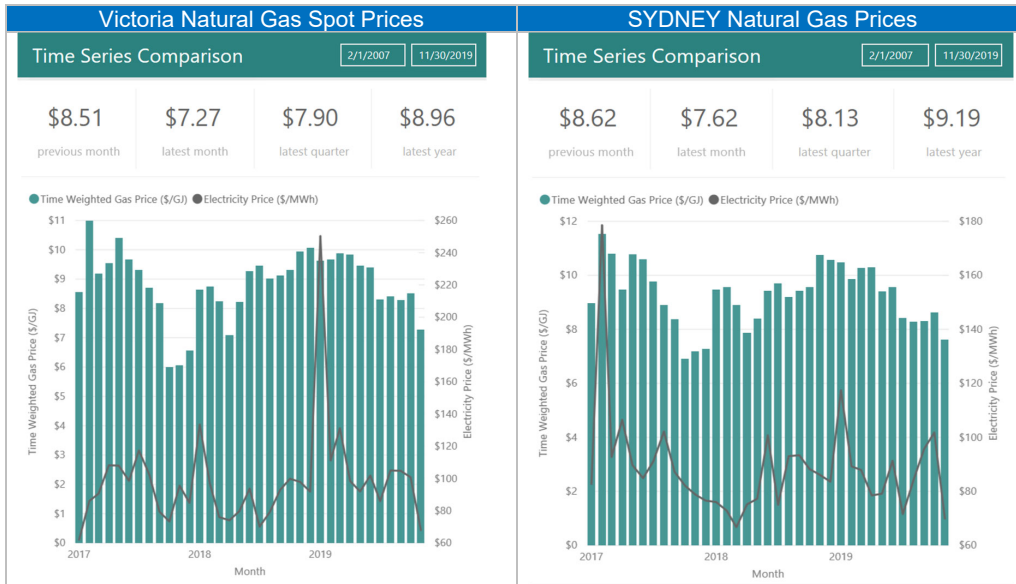 Victoria Natural Gas Spot Prices
Time Series Comparison
2/1/2007
11/30/2019
$8.51
$7.27
$7.90
$8.96
previous month
latest month
latest quarter
latest year
Time Weighted Gas Price ($/GJ)
Electricity Price ($/MWh)
$11
$10
$9
$8
$7
$6
$5
$4
$3
$2
$1
$0
Time Weighted Gas Price ($/GJ)
$260
$240
$220
$200
$180
$160
$140
$120
$100
$80
$60
Electricity Price ($/MWh)
2017
2018
2019
Month
SYDNEY Natural Gas Prices
Time Series Comparison
2/1/2007
11/30/2019
$8.62
$7.62
$8.13
$9.19
previous month
latest month
latest quarter
latest year
Time Weighted Gas Price ($/GJ)
Electricity Price ($/MWh)
$12
$10
$8
$6
$4
$2
$0
Time Weighted Gas Price ($/GJ)
$180
$160
$140
$120
$100
$80
$60
Electricity Price ($/MWh)
2017
2018
2019
Month